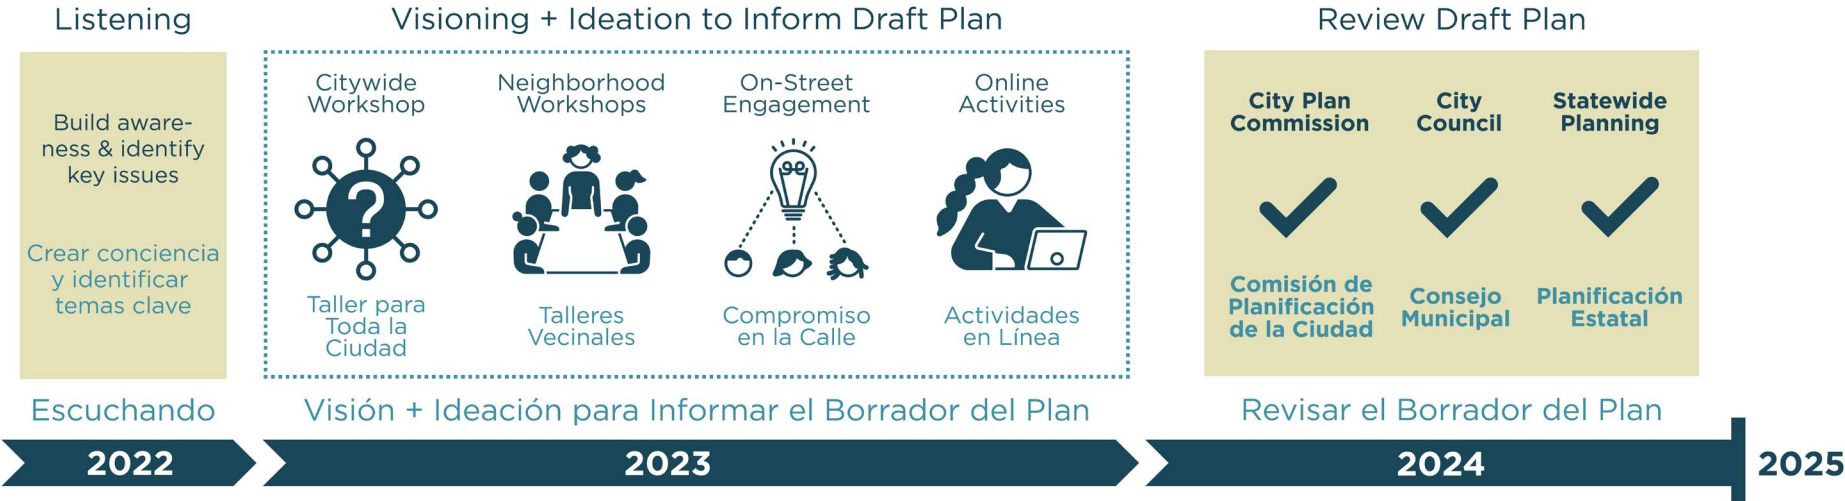 Listening
Build aware-
ness & identify
key issues
Crear conciencia
y identificar
temas clave
Escuchando
2022
Visioning + Ideation to Inform Draft Plan
Citywide
Workshop
?
Taller para
Toda la
Ciudad
Neighborhood
Workshops
Talleres
Vecinales
On-Street
Engagement
Compromiso
en la Calle
Online
Activities
Actividades
en Línea
Visión + Ideación para Informar el Borrador del Plan
2023
Review Draft Plan
City Plan
Commission
Comisión de
Planificación
de la Ciudad
City
Council
Consejo
Municipal
Statewide
Planning
Planificación
Estatal
Revisar el Borrador del Plan
2024
2025